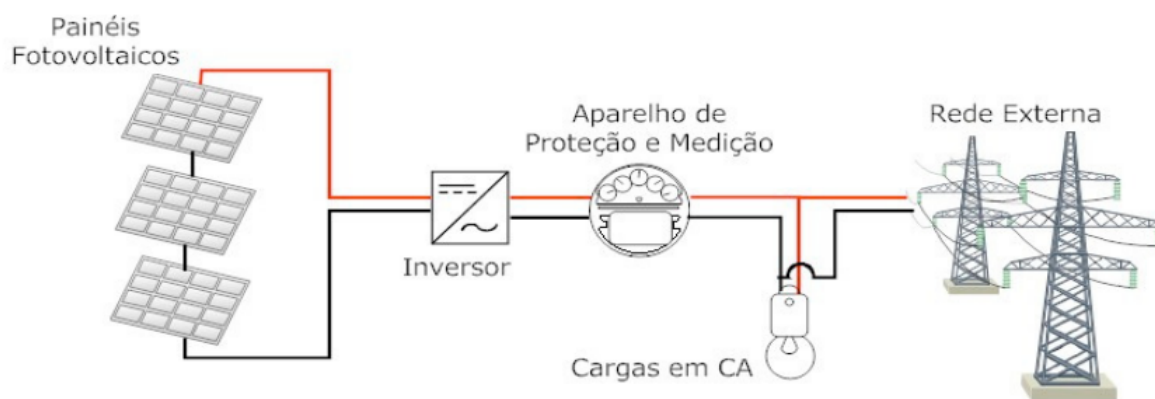 Painéis
Fotovoltaicos
Aparelho de
Proteção e Medição
Rede Externa
Inversor
Cargas em CA